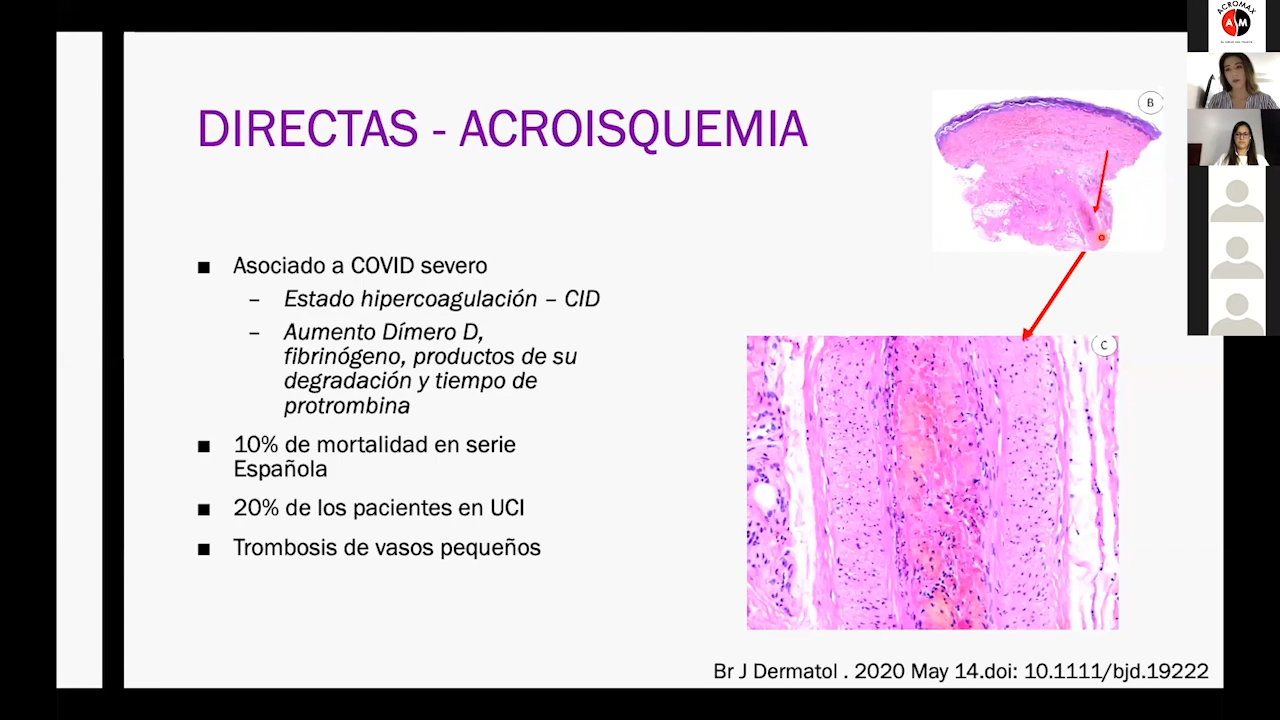 ACROMAX
ASM
DIRECTAS - ACROISQUEMIA
B
■ Asociado a COVID severo
– Estado hipercoagulación – CID
– Aumento Dímero D,
fibrinógeno, productos de su
degradación y tiempo de
protrombina
■ 10% de mortalidad en serie
Española
■ 20% de los pacientes en UCI
■ Trombosis de vasos pequeños
C
Br J Dermatol . 2020 May 14.doi: 10.1111/bjd.19222